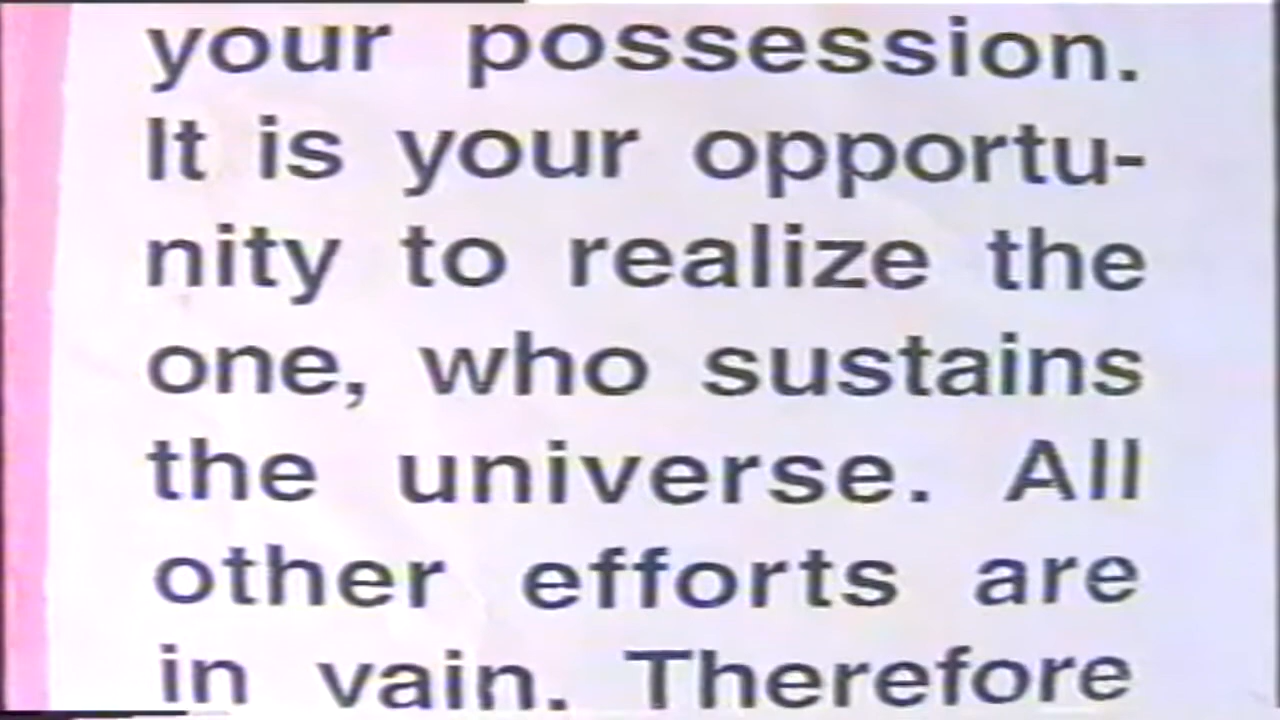 your possession.
It is your opportu-
nity to realize the
one, who sustains
the universe. All
other efforts are
in vain. Therefore